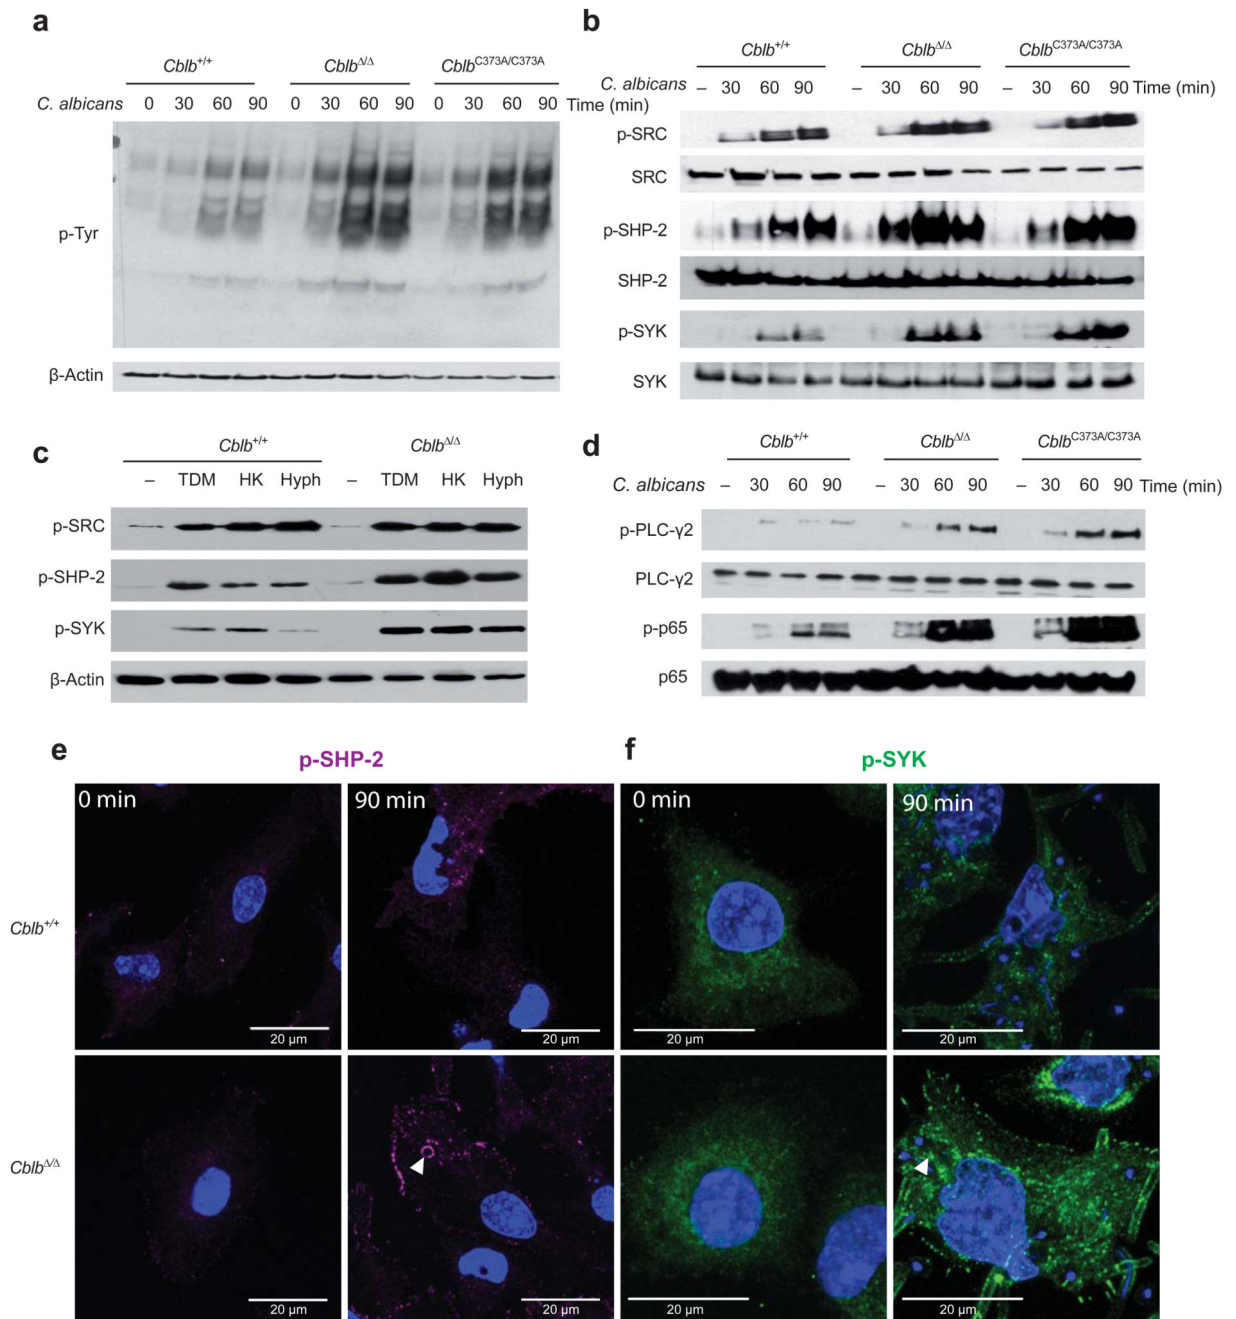 a
Cblb+/+ CblbΔ/Δ CblbC373A/C373A
C. albicans 0 30 60 90 0 30 60 90 0 30 60 90 Time (min)
p-Tyr
β-Actin
b
Cblb+/+ CblbΔ/Δ CblbC373A/C373A
C. albicans – 30 60 90 – 30 60 90 – 30 60 90 Time (min)
p-SRC
SRC
p-SHP-2
SHP-2
p-SYK
SYK
c
Cblb+/+ CblbΔ/Δ
– TDM HK Hyph – TDM HK Hyph
p-SRC
p-SHP-2
p-SYK
β-Actin
d
Cblb+/+ CblbΔ/Δ CblbC373A/C373A
C. albicans – 30 60 90 – 30 60 90 – 30 60 90 Time (min)
p-PLC-γ2
PLC-γ2
p-p65
p65
e
p-SHP-2
0 min 90 min
Cblb+/+
20 µm 20 µm
CblbΔ/Δ
20 µm 20 µm
f
p-SYK
0 min 90 min
20 µm 20 µm
20 µm 20 µm